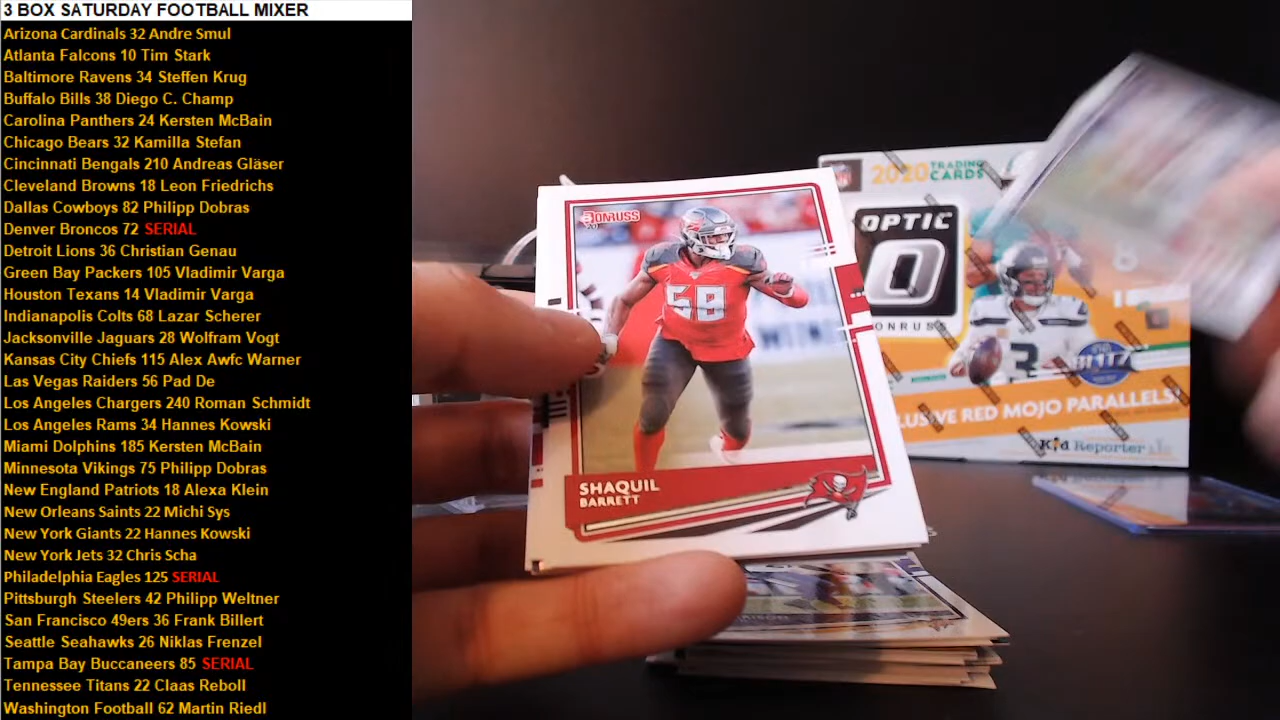 3 BOX SATURDAY FOOTBALL MIXER
Arizona Cardinals 32 Andre Smul
Atlanta Falcons 10 Tim Stark
Baltimore Ravens 34 Steffen Krug
Buffalo Bills 38 Diego C. Champ
Carolina Panthers 24 Kersten McBain
Chicago Bears 32 Kamilla Stefan
Cincinnati Bengals 210 Andreas Gläser
Cleveland Browns 18 Leon Friedrichs
Dallas Cowboys 82 Philipp Dobras
Denver Broncos 72 SERIAL
Detroit Lions 36 Christian Genau
Green Bay Packers 105 Vladimir Varga
Houston Texans 14 Vladimir Varga
Indianapolis Colts 68 Lazar Scherer
Jacksonville Jaguars 28 Wolfram Vogt
Kansas City Chiefs 115 Alex Awfc Warner
Las Vegas Raiders 56 Pad De
Los Angeles Chargers 240 Roman Schmidt
Los Angeles Rams 34 Hannes Kowski
Miami Dolphins 185 Kersten McBain
Minnesota Vikings 75 Philipp Dobras
New England Patriots 18 Alexa Klein
New Orleans Saints 22 Michi Sys
New York Giants 22 Hannes Kowski
New York Jets 32 Chris Scha
Philadelphia Eagles 125 SERIAL
Pittsburgh Steelers 42 Philipp Weltner
San Francisco 49ers 36 Frank Billert
Seattle Seahawks 26 Niklas Frenzel
Tampa Bay Buccaneers 85 SERIAL
Tennessee Titans 22 Claas Reboll
Washington Football 62 Martin Riedl
DONRUSS
58
SHAQUIL
BARRETT
2020 TRADING
CARDS
OPTIC
O
DONRUSS
3
BLITZ
RED MOJO PARALLELS!
Kid Reporter